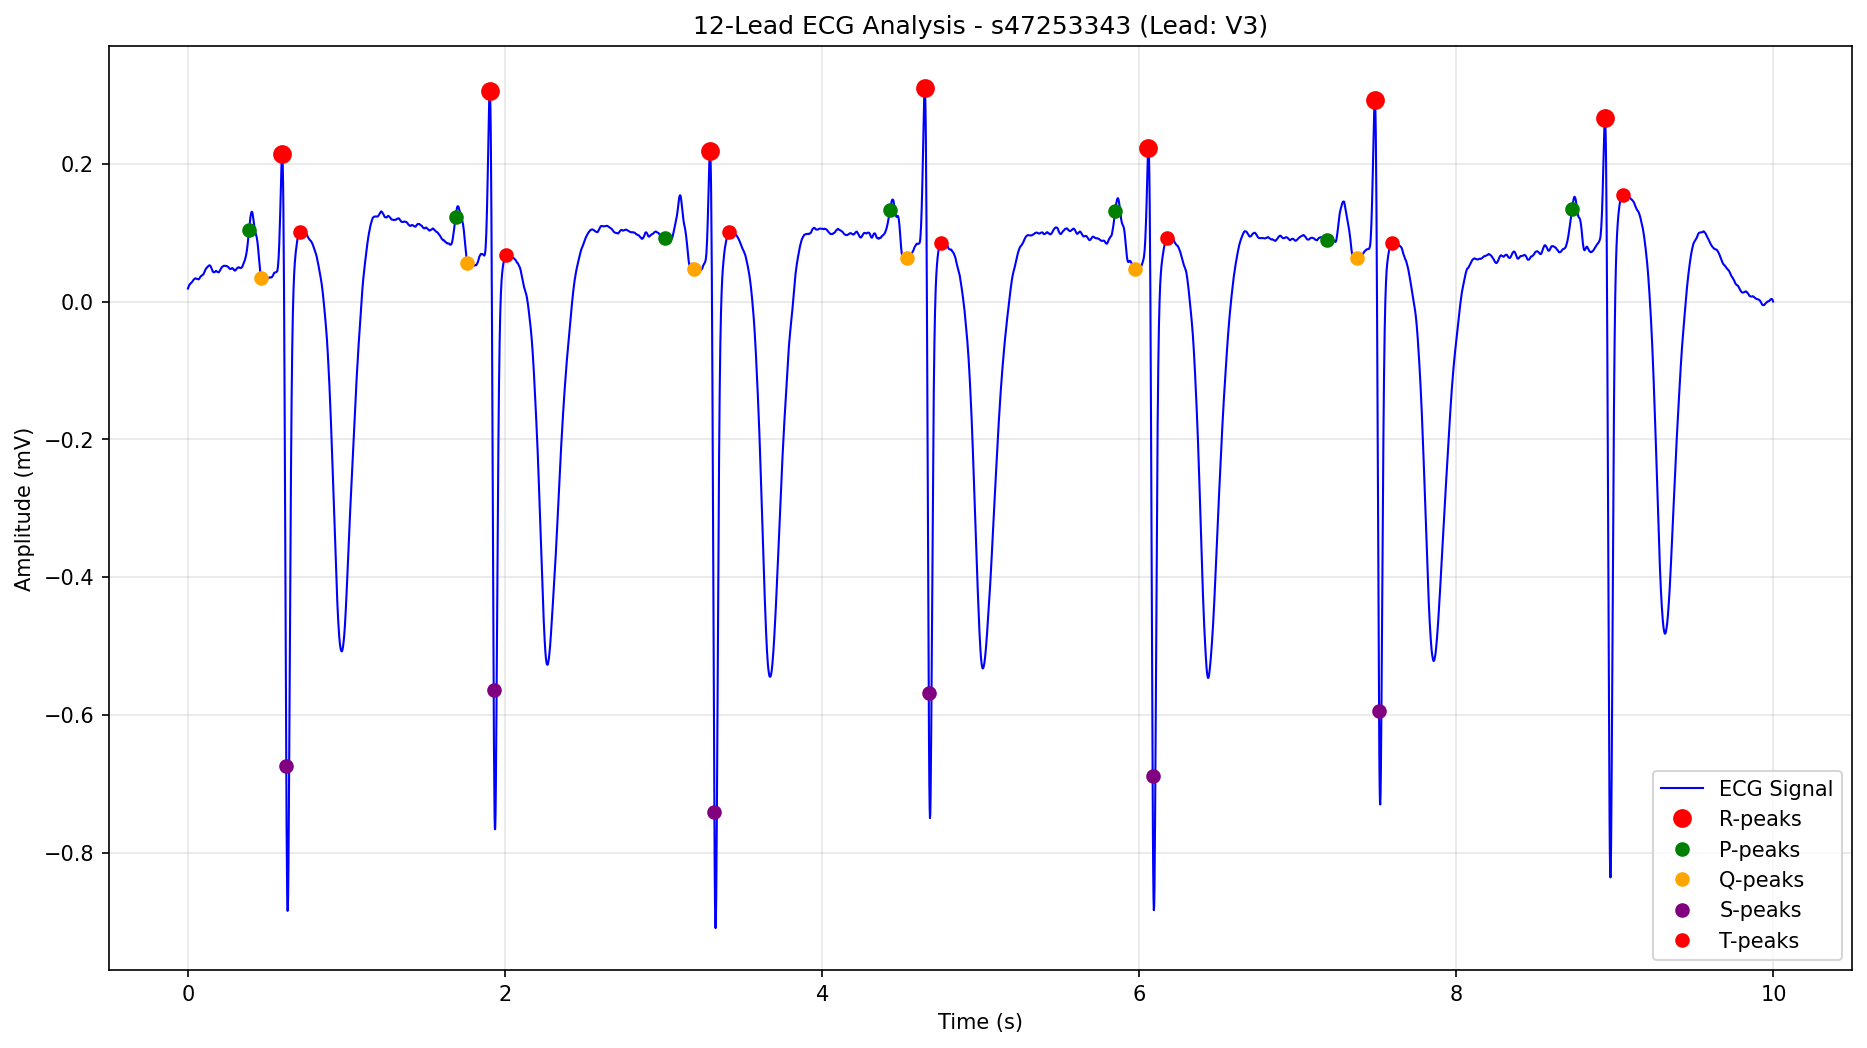 12-Lead ECG Analysis - s47253343 (Lead: V3)
Amplitude (mV)
0.2
0.0
−0.2
−0.4
−0.6
−0.8
0 2 4 6 8 10
Time (s)
ECG Signal
R-peaks
P-peaks
Q-peaks
S-peaks
T-peaks